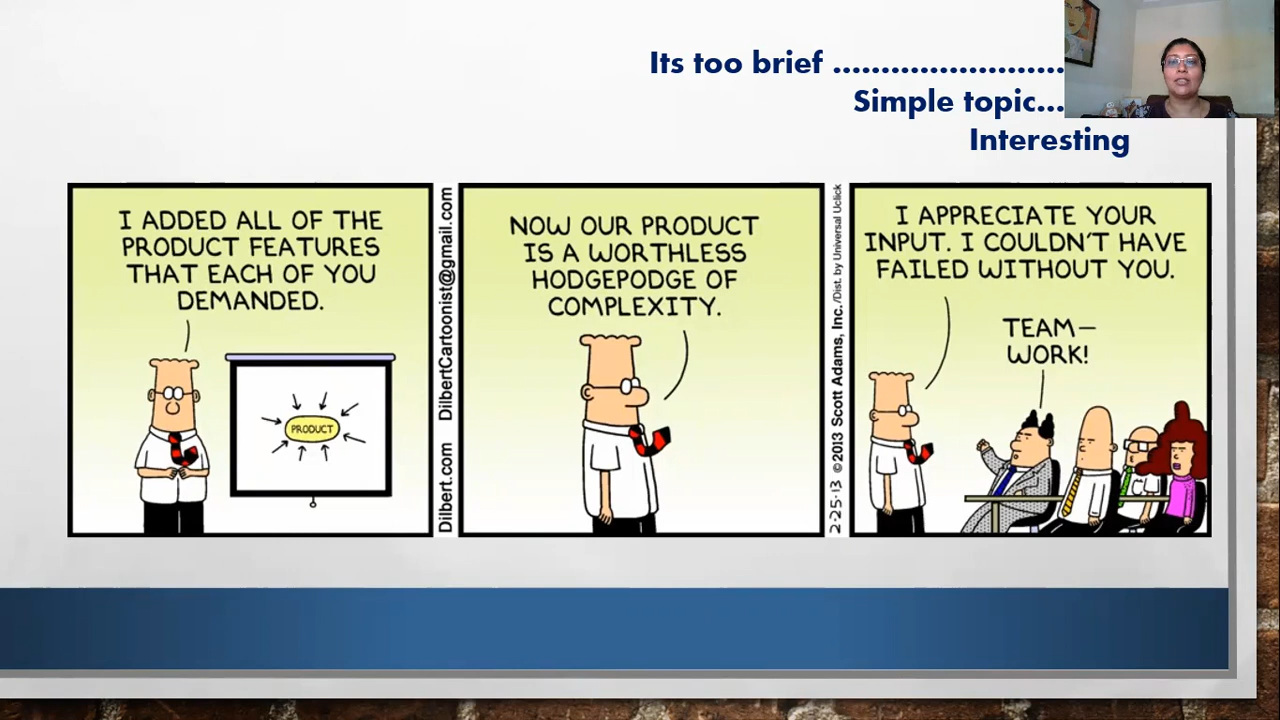 Its too brief ........................
Simple topic...
Interesting
I ADDED ALL OF THE
PRODUCT FEATURES
THAT EACH OF YOU
DEMANDED.
PRODUCT
Dilbert.com DilbertCartoonist@gmail.com
NOW OUR PRODUCT
IS A WORTHLESS
HODGEPODGE OF
COMPLEXITY.
2-25-13 ©2013 Scott Adams, Inc. /Dist. by Universal Uclick
I APPRECIATE YOUR
INPUT. I COULDN'T HAVE
FAILED WITHOUT YOU.
TEAM—
WORK!